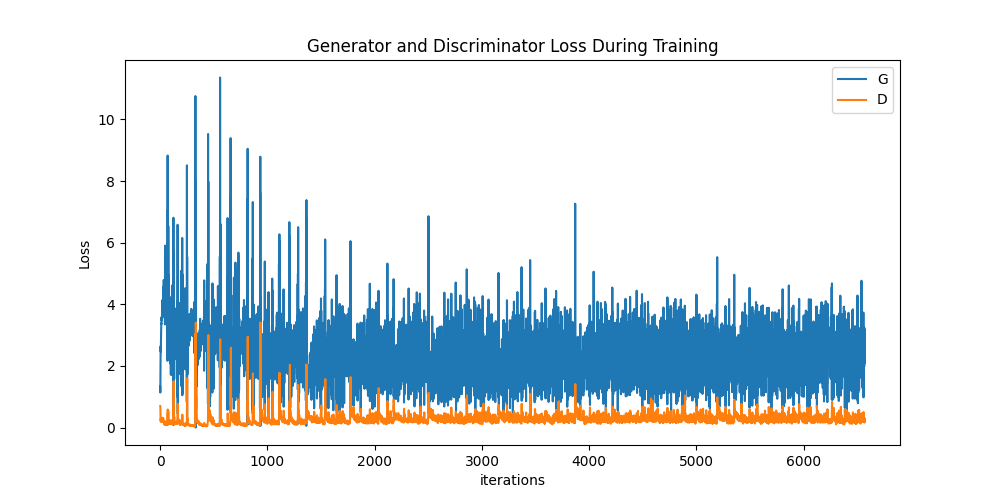 Generator and Discriminator Loss During Training
G
D
10
8
6
4
2
0
Loss
0 1000 2000 3000 4000 5000 6000
iterations